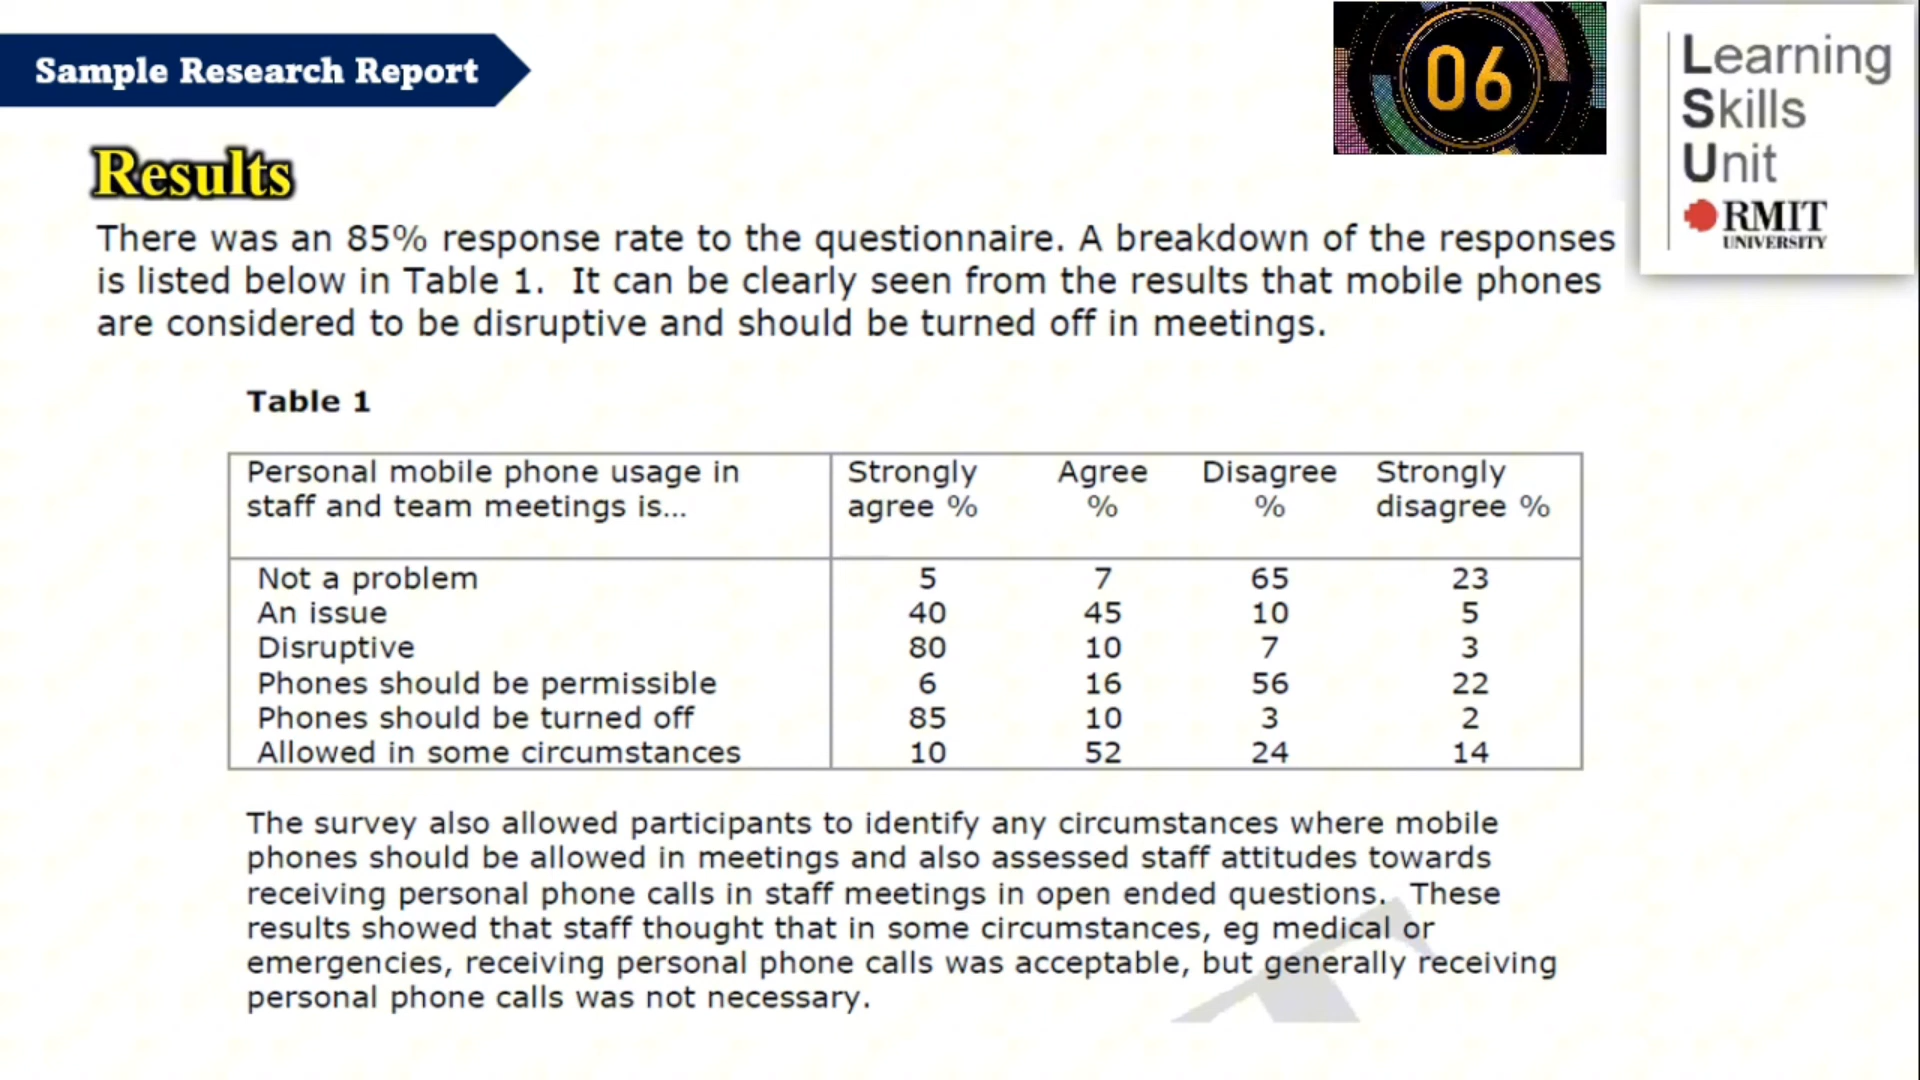 Sample Research Report
06
Learning
Skills
Unit
RMIT
UNIVERSITY
Results
There was an 85% response rate to the questionnaire. A breakdown of the responses
is listed below in Table 1. It can be clearly seen from the results that mobile phones
are considered to be disruptive and should be turned off in meetings.
Table 1
Personal mobile phone usage in Strongly Agree Disagree Strongly
staff and team meetings is... agree % % % disagree %
Not a problem 5 7 65 23
An issue 40 45 10 5
Disruptive 80 10 7 3
Phones should be permissible 6 16 56 22
Phones should be turned off 85 10 3 2
Allowed in some circumstances 10 52 24 14
The survey also allowed participants to identify any circumstances where mobile
phones should be allowed in meetings and also assessed staff attitudes towards
receiving personal phone calls in staff meetings in open ended questions. These
results showed that staff thought that in some circumstances, eg medical or
emergencies, receiving personal phone calls was acceptable, but generally receiving
personal phone calls was not necessary.